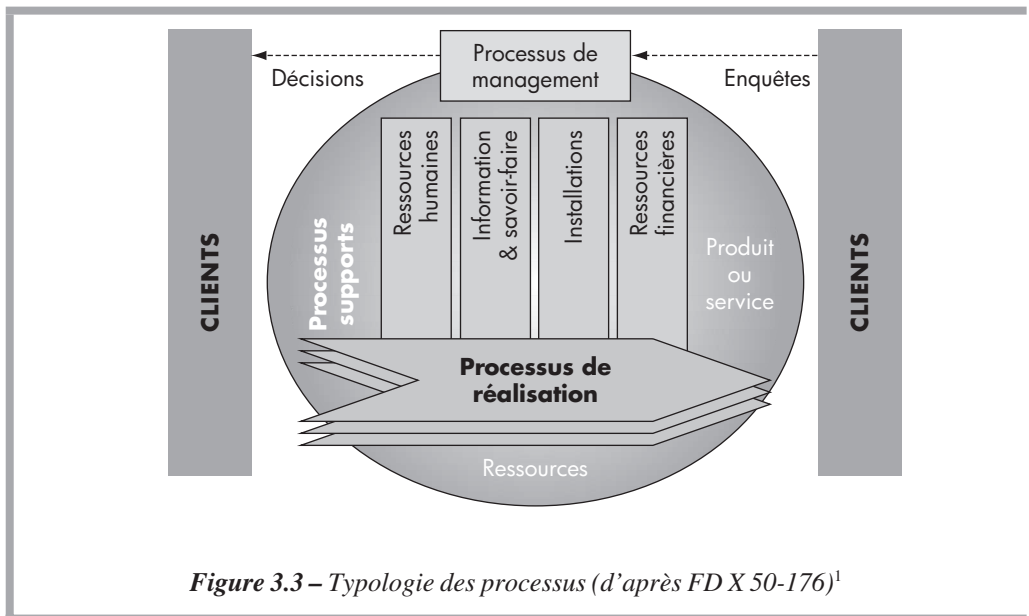 Processus de
management
Décisions
Enquêtes
CLIENTS
Processus
supports
Ressources
humaines
Information
& savoir-faire
Installations
Ressources
financières
Produit
ou
service
CLIENTS
Processus de
réalisation
Ressources
Figure 3.3 – Typologie des processus (d'après FD X 50-176)1